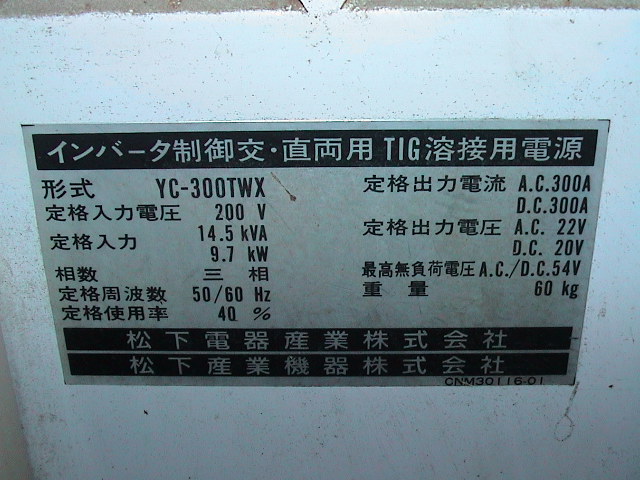 インバータ制御交・直両用 TIG溶接用電源
形式 YC-300TWX
定格入力電圧 200 V
定格入力 14.5 kVA
9.7 kW
相数 三相
定格周波数 50/60 Hz
定格使用率 40 %
定格出力電流 A.C.300A
D.C.300A
定格出力電圧 A.C. 22V
D.C. 20V
最高無負荷電圧 A.C./D.C.54V
重量 60 kg
松下電器産業株式会社
松下産業機器株式会社
CNM30116-01